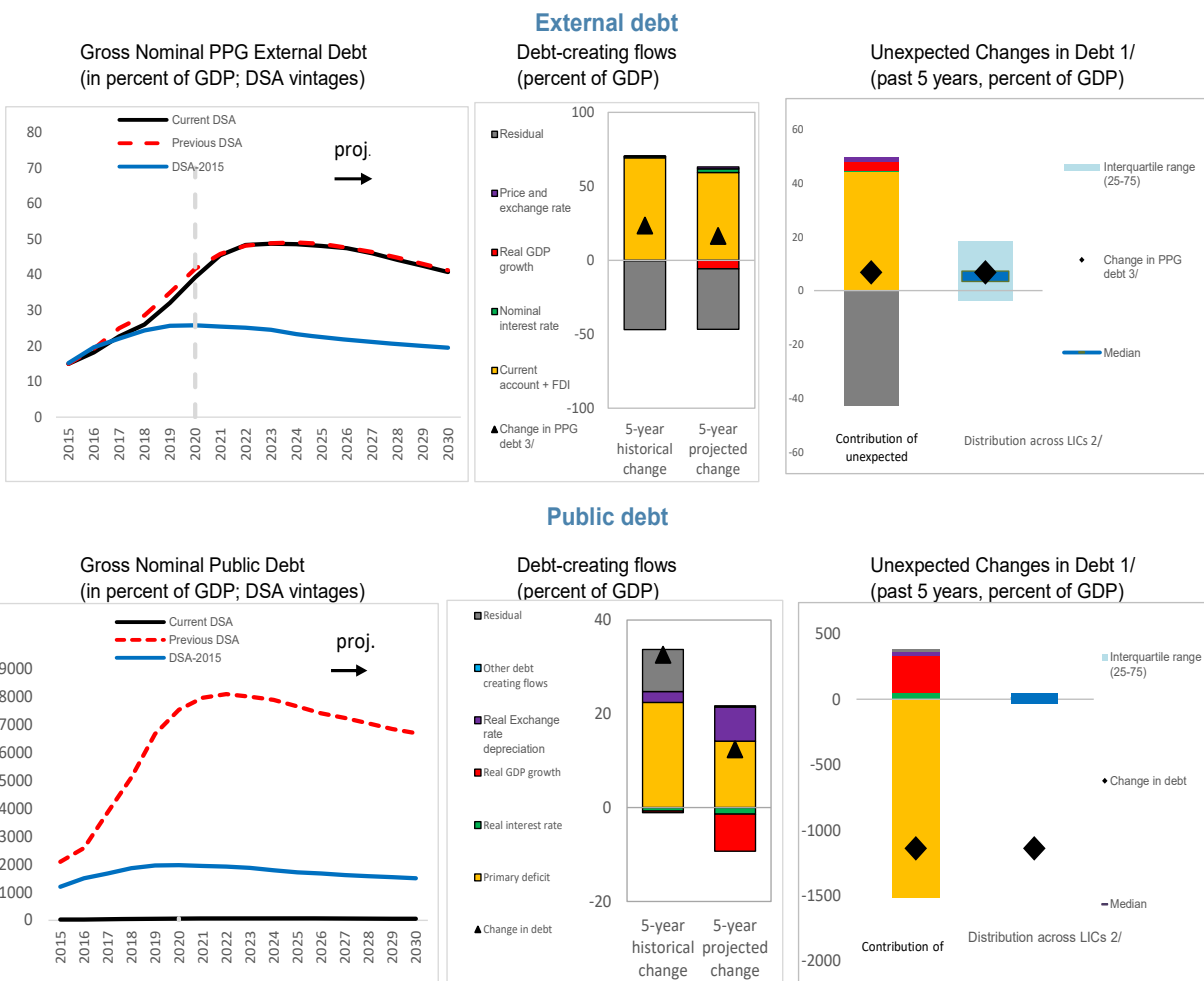 External debt
Gross Nominal PPG External Debt
(in percent of GDP; DSA vintages)
Current DSA
Previous DSA
DSA-2015
proj.
80
70
60
50
40
30
20
10
0
2015
2016
2017
2018
2019
2020
2021
2022
2023
2024
2025
2026
2027
2028
2029
2030
Debt-creating flows
(percent of GDP)
Residual
Price and
exchange rate
Real GDP
growth
Nominal
interest rate
Current
account + FDI
Change in PPG
debt 3/
100
50
0
-50
-100
5-year
historical
change
5-year
projected
change
Unexpected Changes in Debt 1/
(past 5 years, percent of GDP)
60
40
20
0
-20
-40
-60
Interquartile range
(25-75)
Change in PPG
debt 3/
Median
Contribution of
unexpected
Distribution across LICs 2/
Public debt
Gross Nominal Public Debt
(in percent of GDP; DSA vintages)
Current DSA
Previous DSA
DSA-2015
proj.
9000
8000
7000
6000
5000
4000
3000
2000
1000
0
2015
2016
2017
2018
2019
2020
2021
2022
2023
2024
2025
2026
2027
2028
2029
2030
Debt-creating flows
(percent of GDP)
Residual
Other debt
creating flows
Real Exchange
rate
depreciation
Real GDP growth
Real interest rate
Primary deficit
Change in debt
40
20
0
-20
5-year
historical
change
5-year
projected
change
Unexpected Changes in Debt 1/
(past 5 years, percent of GDP)
500
0
-500
-1000
-1500
-2000
Interquartile range
(25-75)
Change in debt
Median
Contribution of
Distribution across LICs 2/